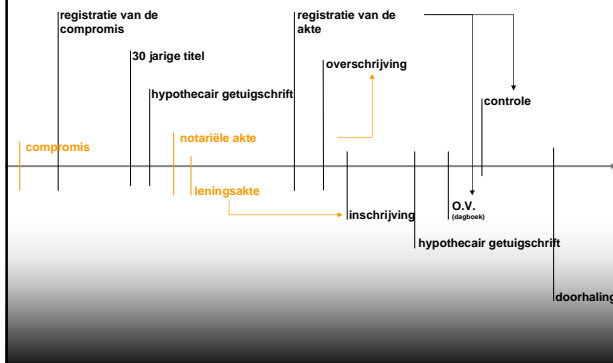 registratie van de
compromis
registratie van de
akte
30 jarige titel
overschrijving
hypothecair getuigschrift
controle
notariële akte
compromis
leningsakte
O.V.
(dagboek)
inschrijving
hypothecair getuigschrift
doorhaling